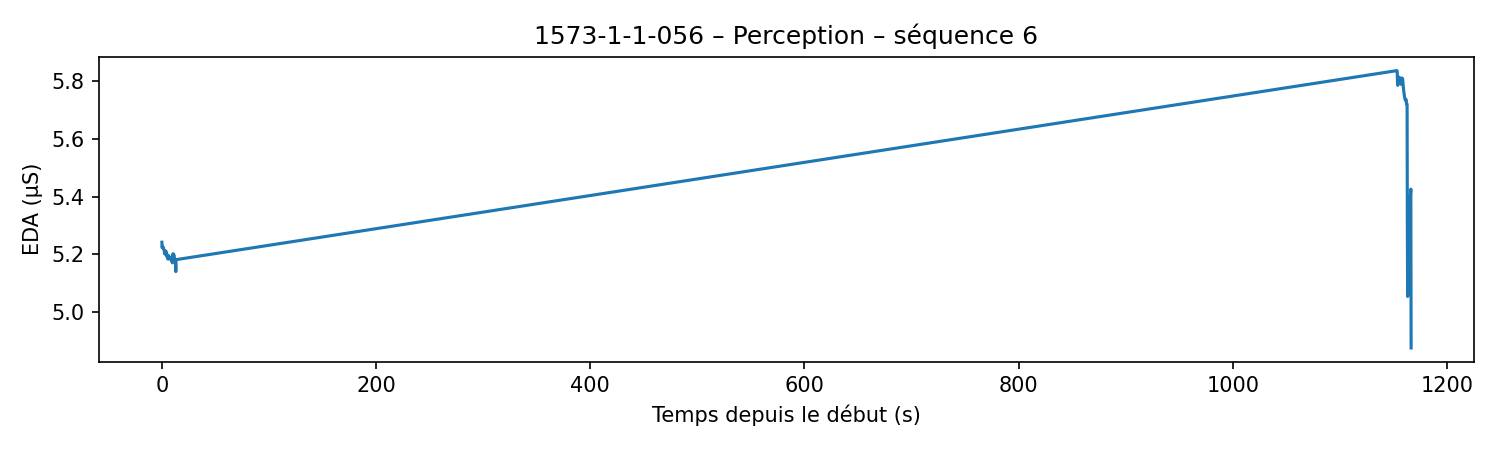 1573-1-1-056 – Perception – séquence 6
EDA (µS)
5.8
5.6
5.4
5.2
5.0
0 200 400 600 800 1000 1200
Temps depuis le début (s)